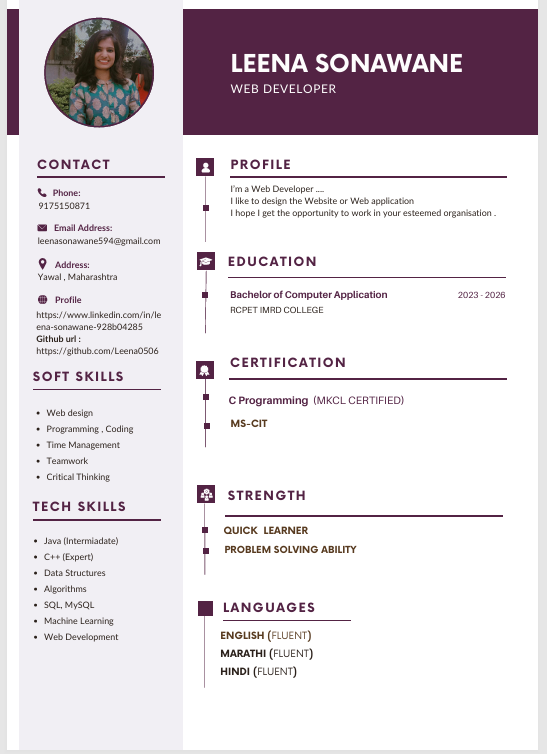 LEENA SONAWANE
WEB DEVELOPER
CONTACT
Phone:
9175150871
Email Address:
leenasonawane594@gmail.com
Address:
Yawal , Maharashtra
Profile
https://www.linkedin.com/in/le
ena-sonawane-928b04285
Github url :
https://github.com/Leena0506
SOFT SKILLS
• Web design
• Programming , Coding
• Time Management
• Teamwork
• Critical Thinking
TECH SKILLS
• Java (Intermiadate)
• C++ (Expert)
• Data Structures
• Algorithms
• SQL, MySQL
• Machine Learning
• Web Development
PROFILE
I'm a Web Developer ....
I like to design the Website or Web application
I hope I get the opportunity to work in your esteemed organisation .
EDUCATION
Bachelor of Computer Application 2023 - 2026
RCPET IMRD COLLEGE
CERTIFICATION
C Programming (MKCL CERTIFIED)
MS-CIT
STRENGTH
QUICK LEARNER
PROBLEM SOLVING ABILITY
LANGUAGES
ENGLISH (FLUENT)
MARATHI (FLUENT)
HINDI (FLUENT)